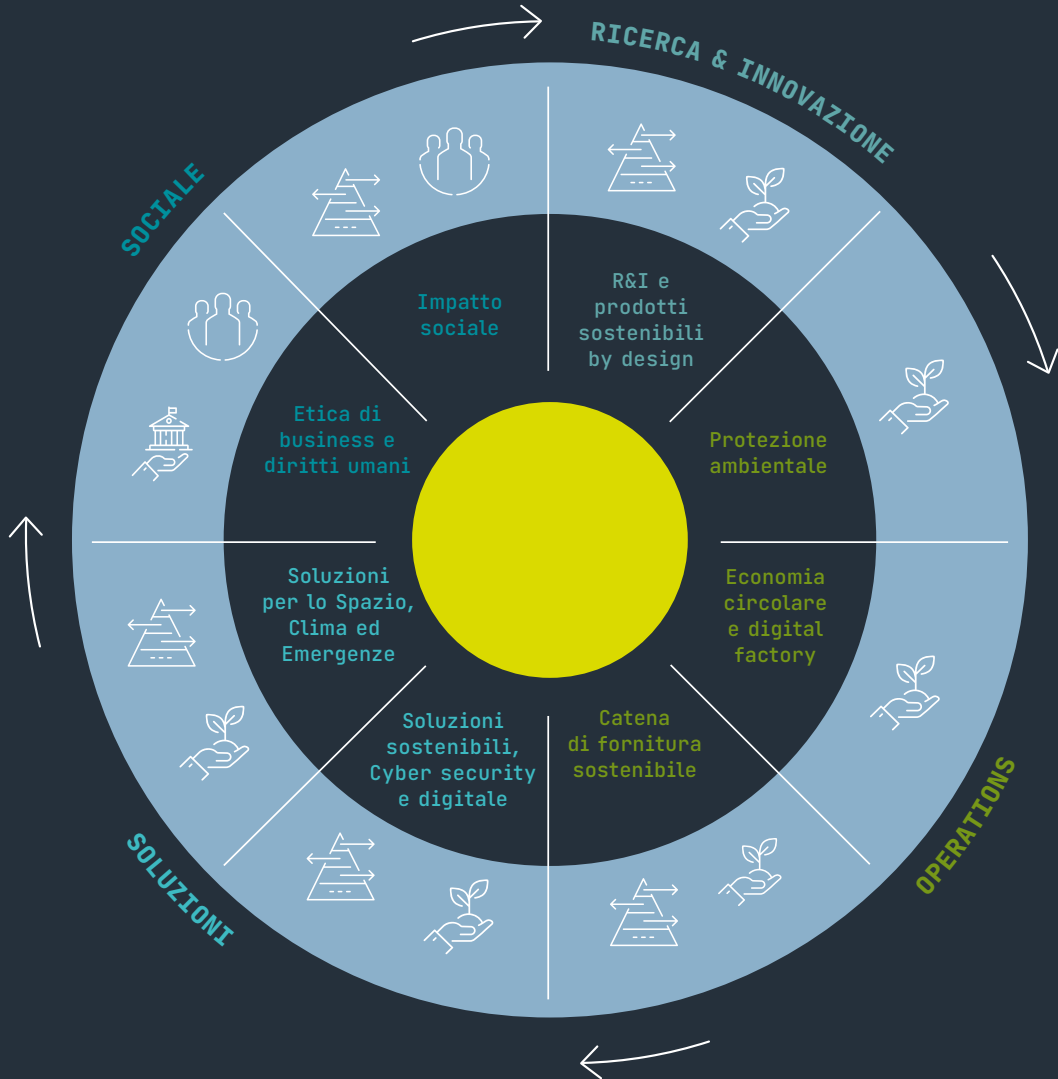 RICERCA & INNOVAZIONE
SOCIALE
Impatto
sociale
R&I e
prodotti
sostenibili
by design
Etica di
business e
diritti umani
Protezione
ambientale
Soluzioni
per lo Spazio,
Clima ed
Emergenze
Economia
circolare
e digital
factory
Soluzioni
sostenibili,
Cyber security
e digitale
Catena
di fornitura
sostenibile
SOLUZIONI
OPERATIONS